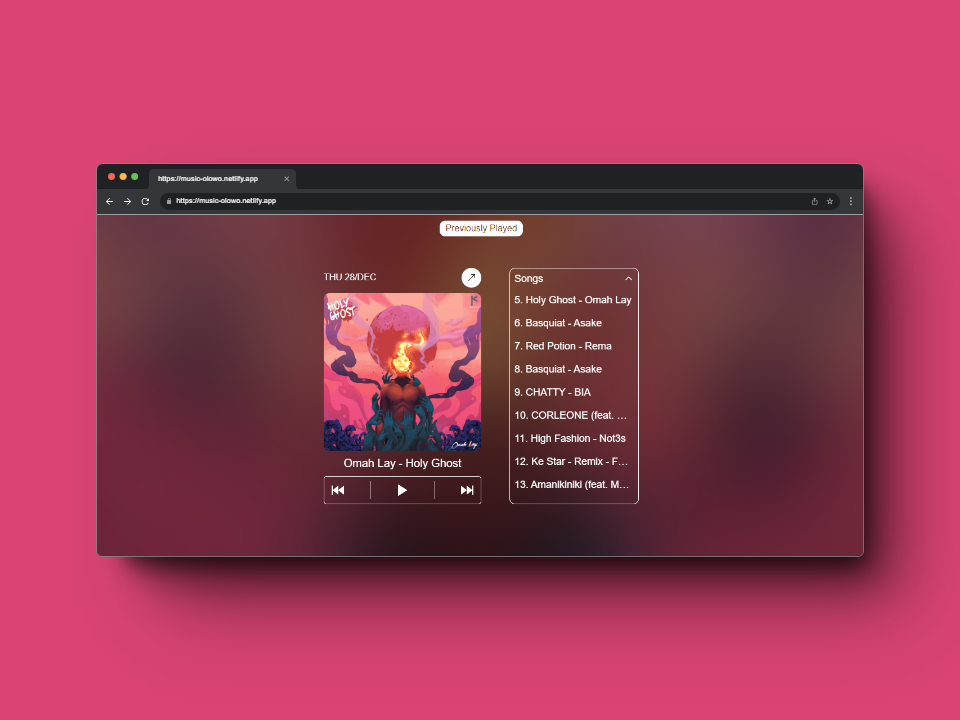 https://music-olowo.netlify.app
https://music-olowo.netlify.app
Previously Played
THU 28/DEC
HOLY
GHOST
Omah Lay
Omah Lay - Holy Ghost
Songs
5. Holy Ghost - Omah Lay
6. Basquiat - Asake
7. Red Potion - Rema
8. Basquiat - Asake
9. CHATTY - BIA
10. CORLEONE (feat. …
11. High Fashion - Not3s
12. Ke Star - Remix - F…
13. Amanikiniki (feat. M…